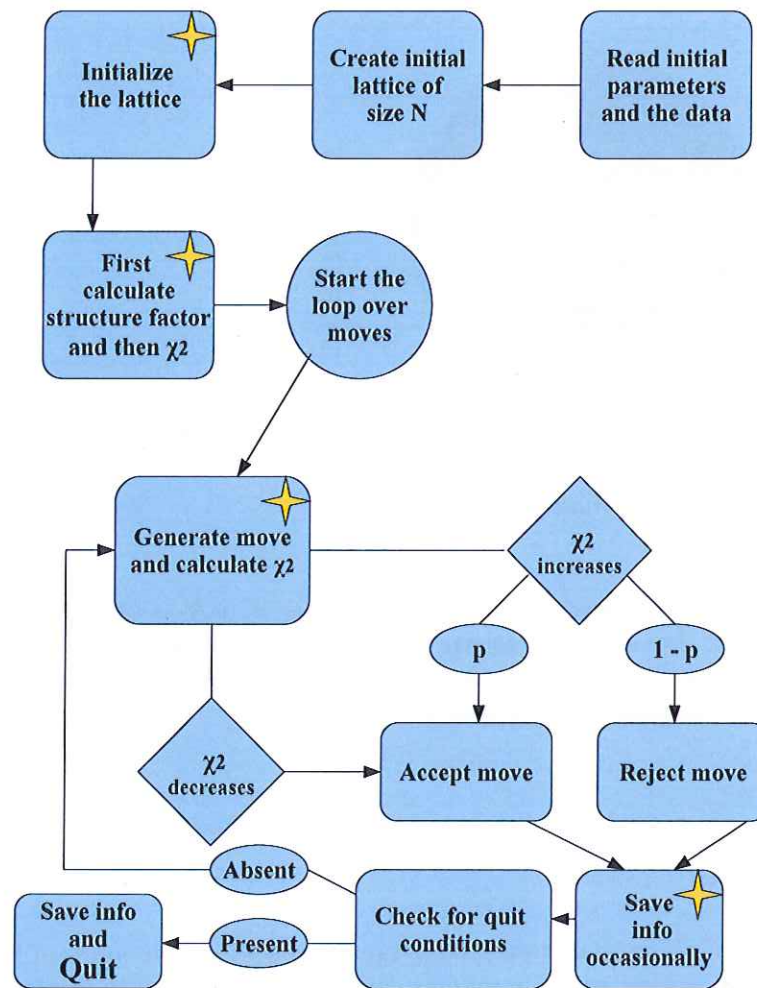 Initialize
the lattice
Create initial
lattice of
size N
Read initial
parameters
and the data
First
calculate
structure factor
and then χ2
Start the
loop over
moves
Generate move
and calculate χ2
χ2
increases
p
1 - p
χ2
decreases
Accept move
Reject move
Absent
Save info
and
Quit
Present
Check for quit
conditions
Save
info
occasionally